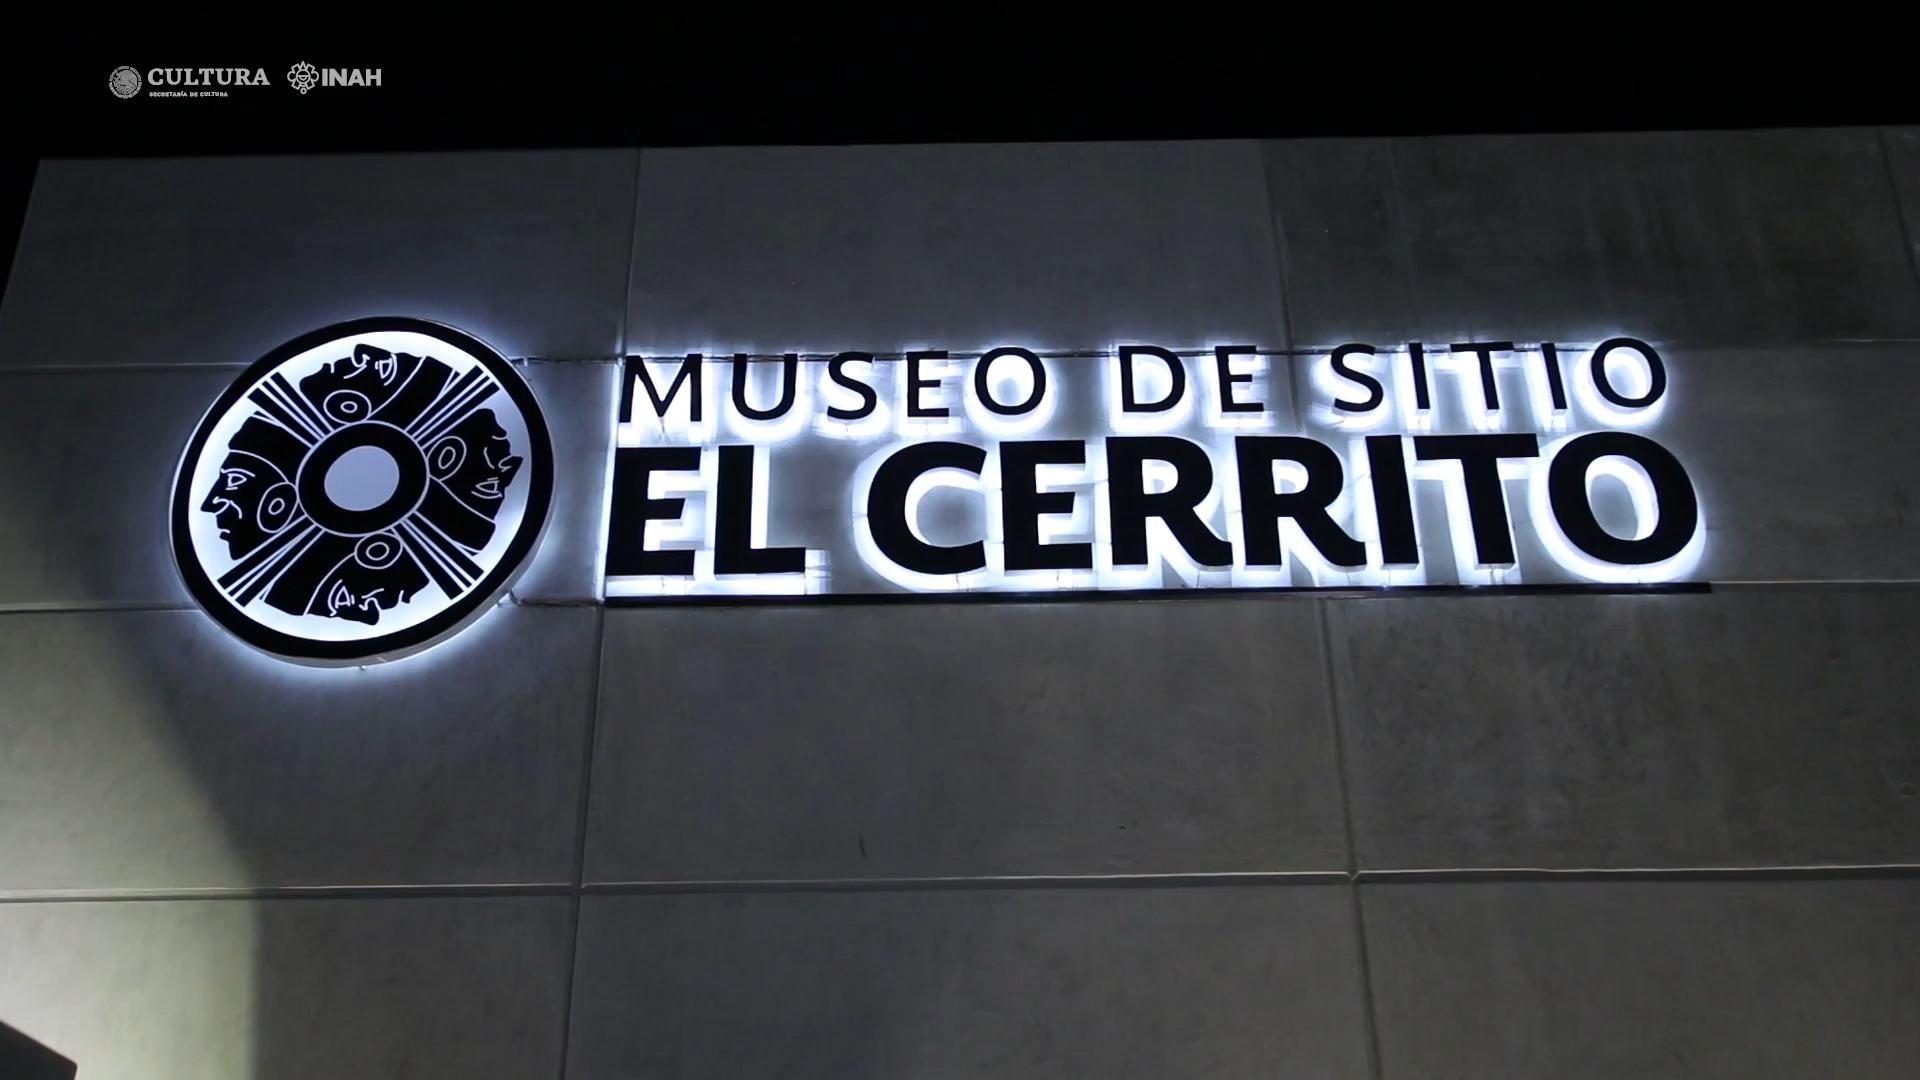 CULTURA
SECRETARÍA DE CULTURA
INAH
MUSEO DE SITIO
EL CERRITO